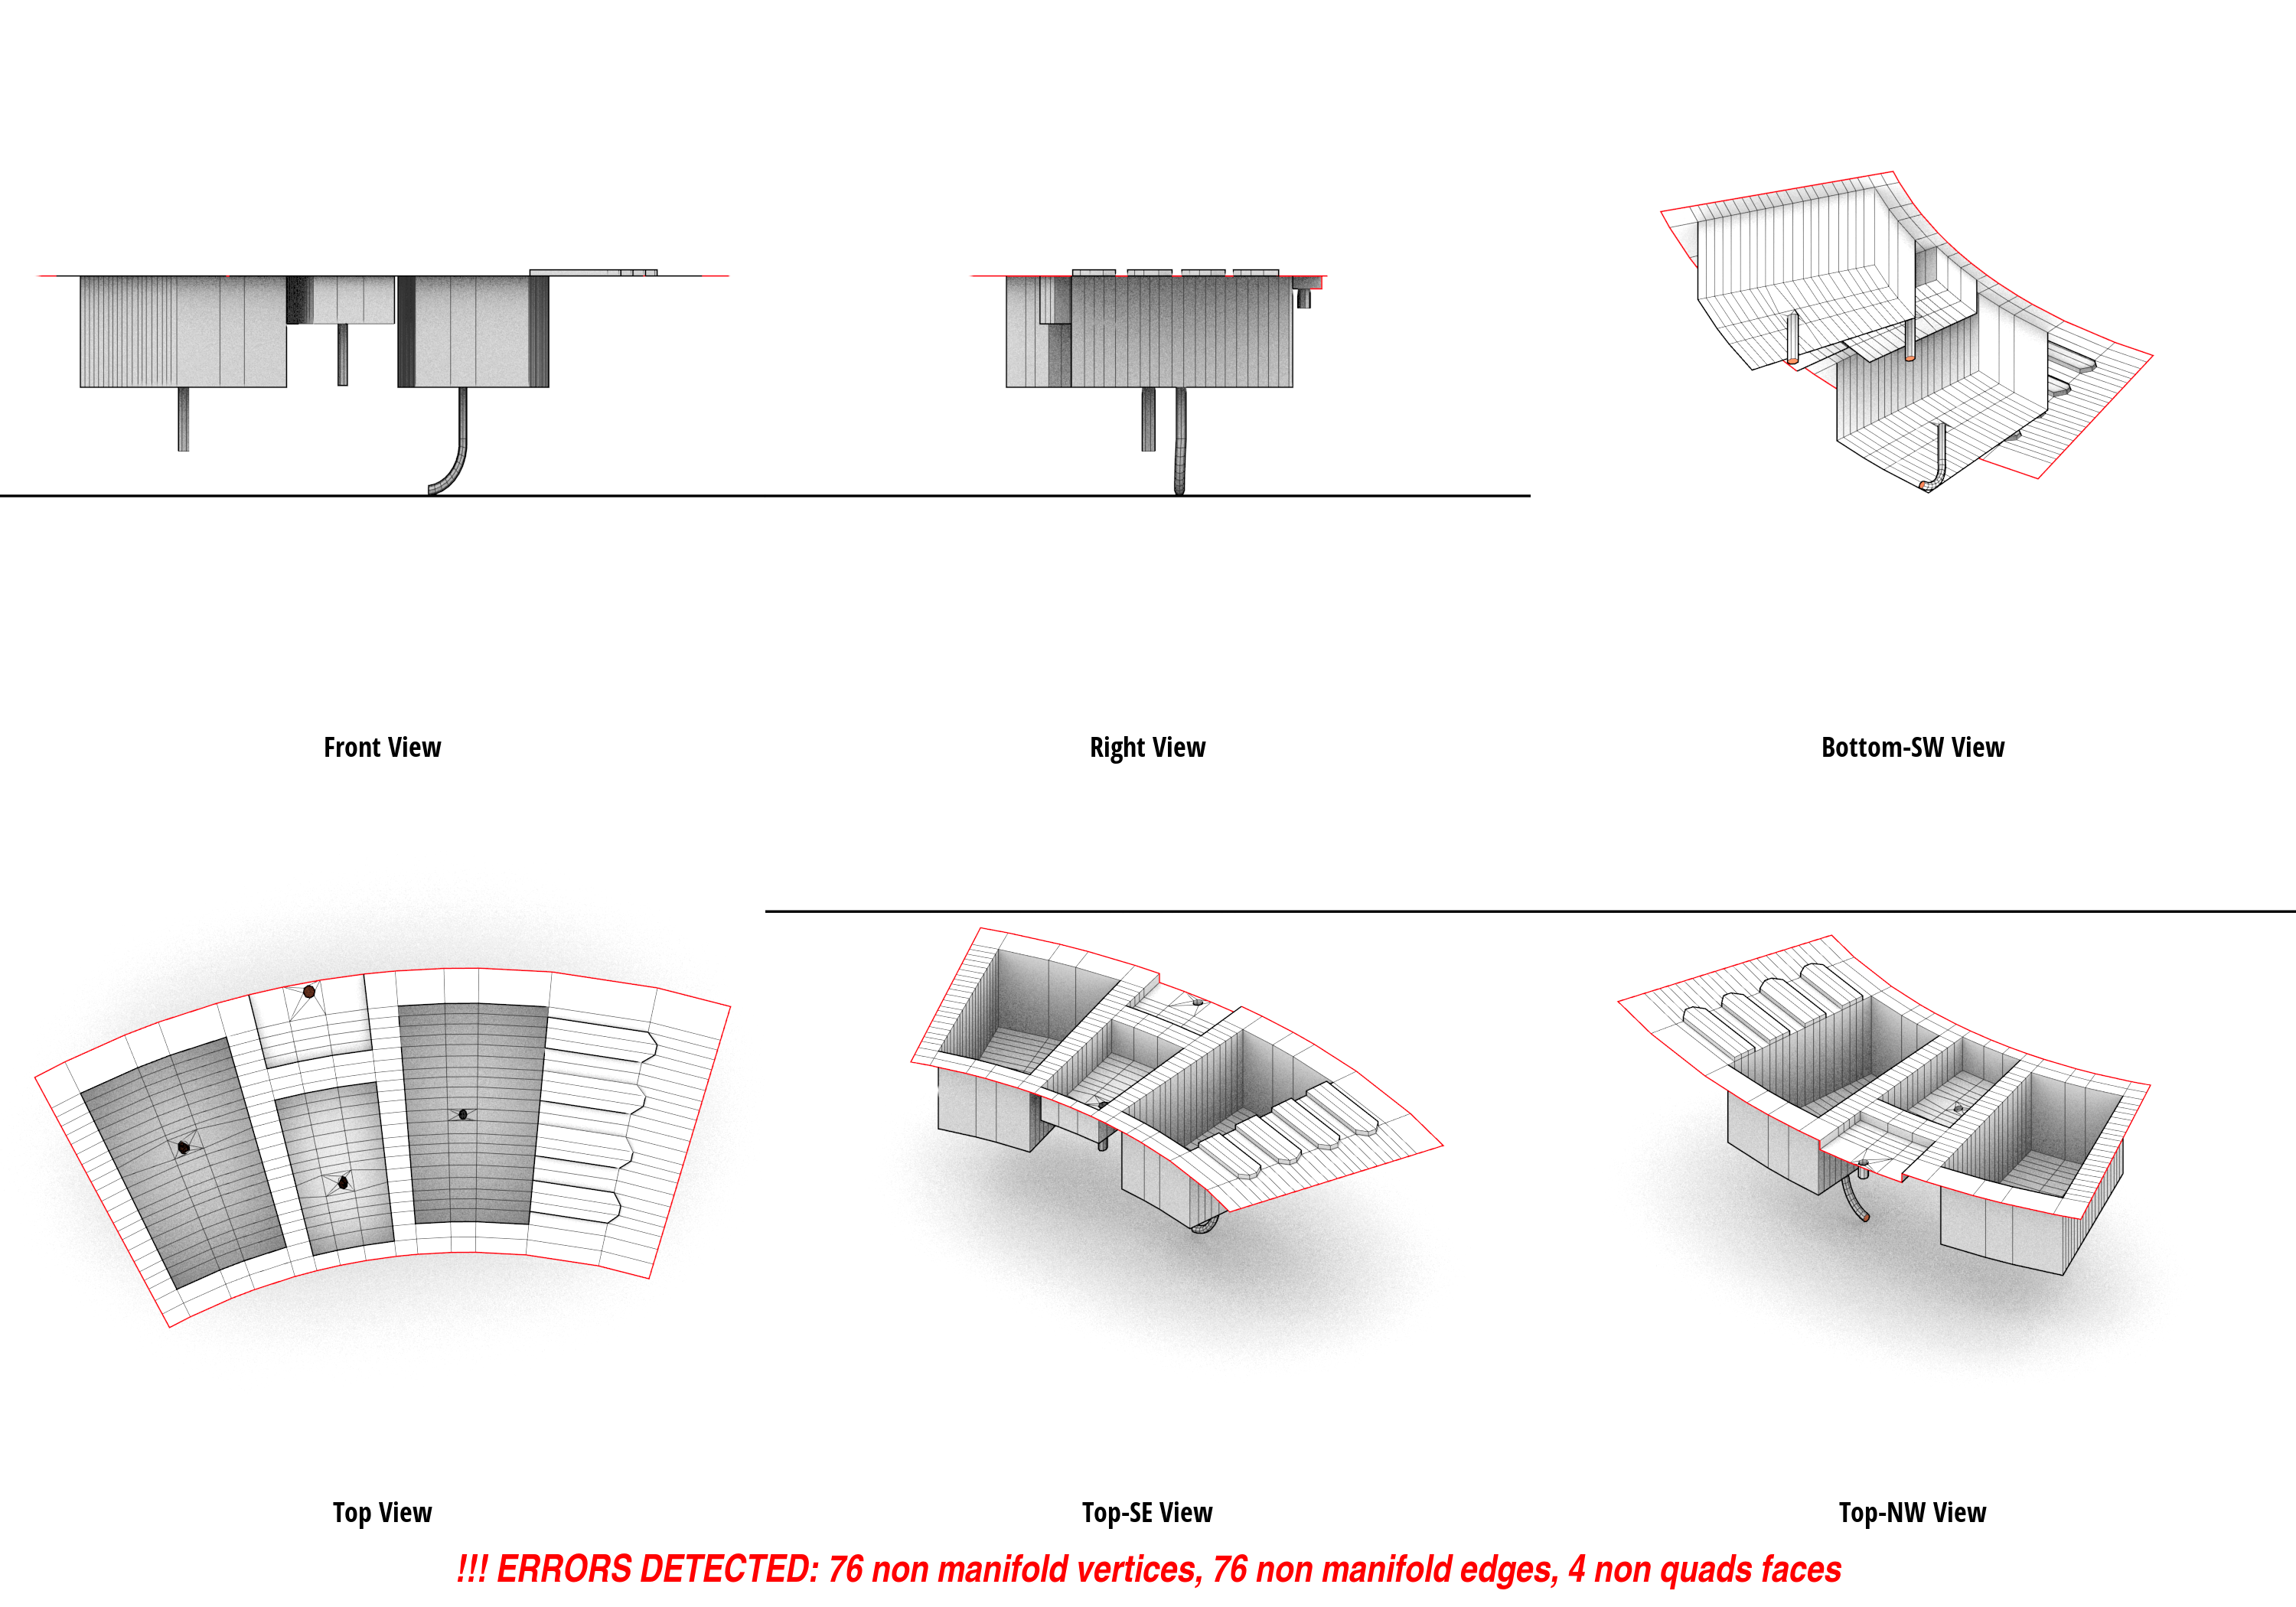 Front View
Right View
Bottom-SW View
Top View
Top-SE View
Top-NW View
!!! ERRORS DETECTED: 76 non manifold vertices, 76 non manifold edges, 4 non quads faces